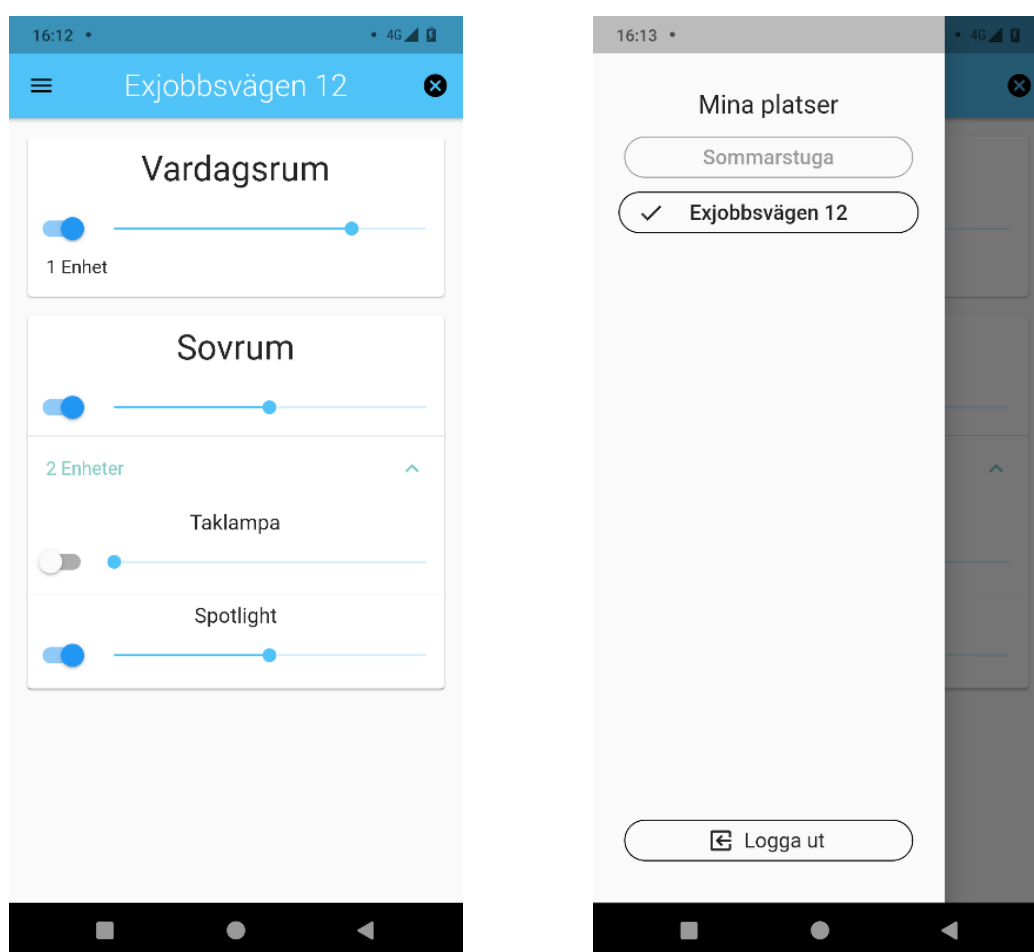 16:12
4G
Exjobbsvägen 12
Vardagsrum
1 Enhet
Sovrum
2 Enheter
Taklampa
Spotlight
16:13
4G
Mina platser
Sommarstuga
Exjobbsvägen 12
Logga ut